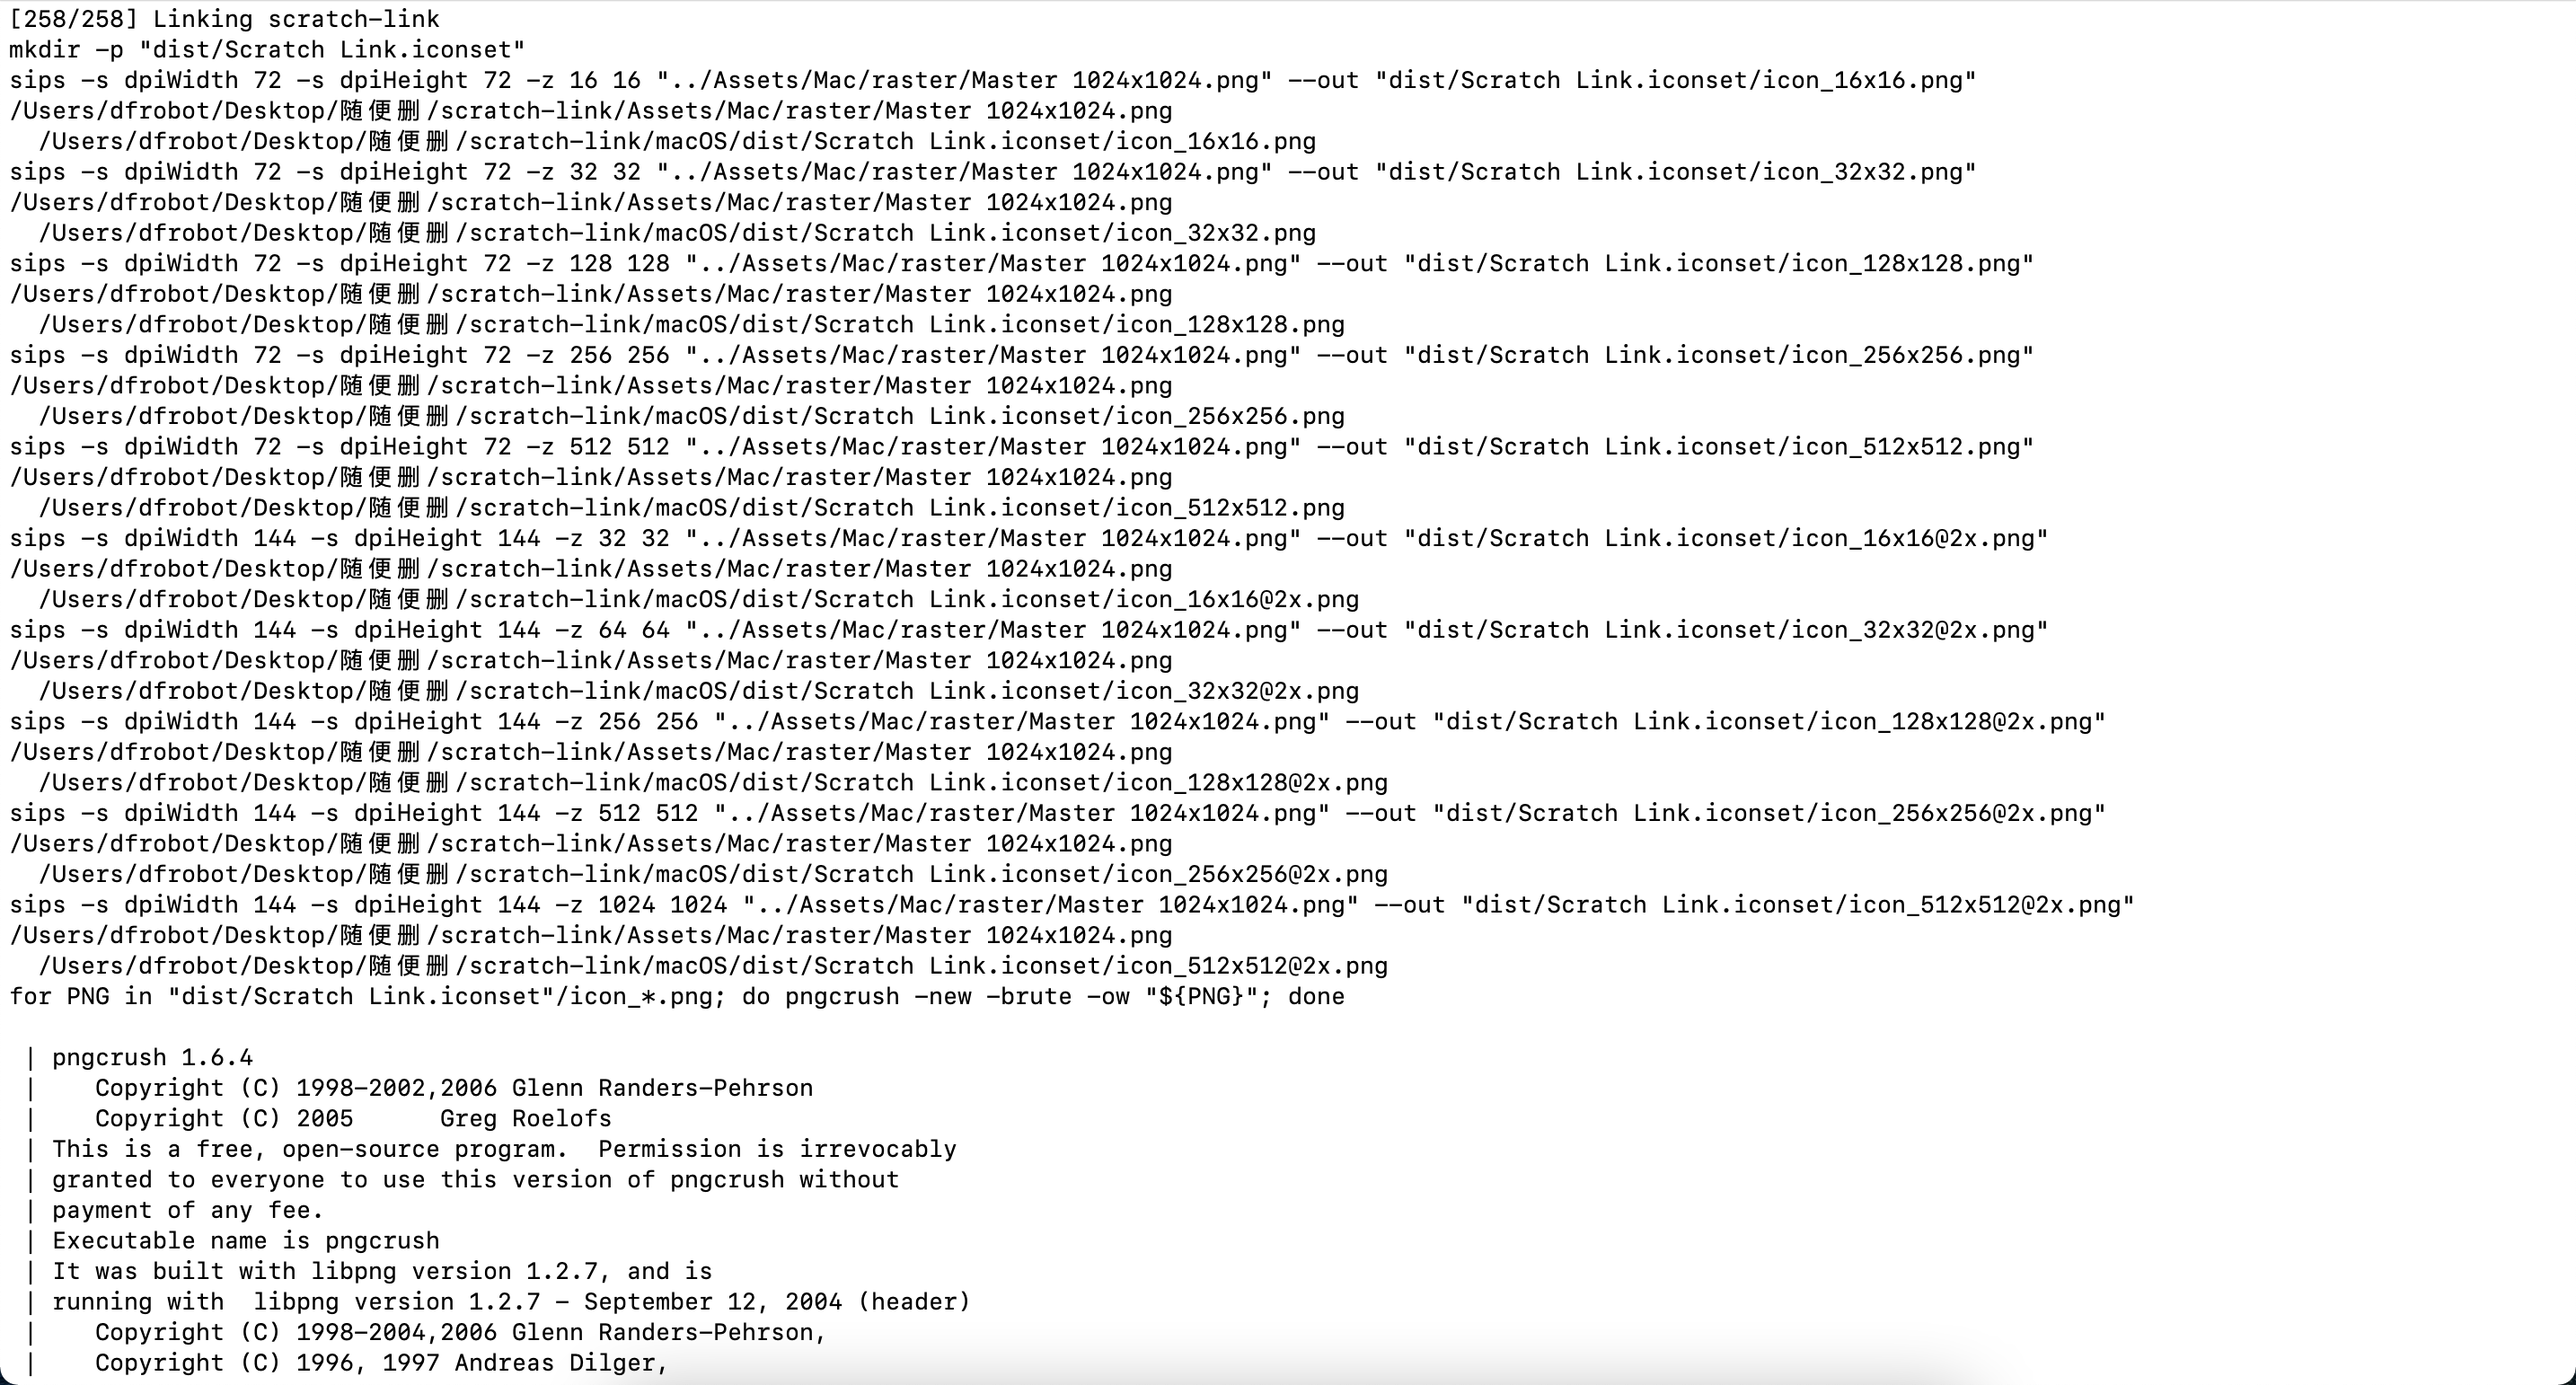 [258/258] Linking scratch-link
mkdir -p "dist/Scratch Link.iconset"
sips -s dpiWidth 72 -s dpiHeight 72 -z 16 16 "../Assets/Mac/raster/Master 1024x1024.png" --out "dist/Scratch Link.iconset/icon_16x16.png"
/Users/dfrobot/Desktop/随便删/scratch-link/Assets/Mac/raster/Master 1024x1024.png
  /Users/dfrobot/Desktop/随便删/scratch-link/macOS/dist/Scratch Link.iconset/icon_16x16.png
sips -s dpiWidth 72 -s dpiHeight 72 -z 32 32 "../Assets/Mac/raster/Master 1024x1024.png" --out "dist/Scratch Link.iconset/icon_32x32.png"
/Users/dfrobot/Desktop/随便删/scratch-link/Assets/Mac/raster/Master 1024x1024.png
  /Users/dfrobot/Desktop/随便删/scratch-link/macOS/dist/Scratch Link.iconset/icon_32x32.png
sips -s dpiWidth 72 -s dpiHeight 72 -z 128 128 "../Assets/Mac/raster/Master 1024x1024.png" --out "dist/Scratch Link.iconset/icon_128x128.png"
/Users/dfrobot/Desktop/随便删/scratch-link/Assets/Mac/raster/Master 1024x1024.png
  /Users/dfrobot/Desktop/随便删/scratch-link/macOS/dist/Scratch Link.iconset/icon_128x128.png
sips -s dpiWidth 72 -s dpiHeight 72 -z 256 256 "../Assets/Mac/raster/Master 1024x1024.png" --out "dist/Scratch Link.iconset/icon_256x256.png"
/Users/dfrobot/Desktop/随便删/scratch-link/Assets/Mac/raster/Master 1024x1024.png
  /Users/dfrobot/Desktop/随便删/scratch-link/macOS/dist/Scratch Link.iconset/icon_256x256.png
sips -s dpiWidth 72 -s dpiHeight 72 -z 512 512 "../Assets/Mac/raster/Master 1024x1024.png" --out "dist/Scratch Link.iconset/icon_512x512.png"
/Users/dfrobot/Desktop/随便删/scratch-link/Assets/Mac/raster/Master 1024x1024.png
  /Users/dfrobot/Desktop/随便删/scratch-link/macOS/dist/Scratch Link.iconset/icon_512x512.png
sips -s dpiWidth 144 -s dpiHeight 144 -z 32 32 "../Assets/Mac/raster/Master 1024x1024.png" --out "dist/Scratch Link.iconset/icon_16x16@2x.png"
/Users/dfrobot/Desktop/随便删/scratch-link/Assets/Mac/raster/Master 1024x1024.png
  /Users/dfrobot/Desktop/随便删/scratch-link/macOS/dist/Scratch Link.iconset/icon_16x16@2x.png
sips -s dpiWidth 144 -s dpiHeight 144 -z 64 64 "../Assets/Mac/raster/Master 1024x1024.png" --out "dist/Scratch Link.iconset/icon_32x32@2x.png"
/Users/dfrobot/Desktop/随便删/scratch-link/Assets/Mac/raster/Master 1024x1024.png
  /Users/dfrobot/Desktop/随便删/scratch-link/macOS/dist/Scratch Link.iconset/icon_32x32@2x.png
sips -s dpiWidth 144 -s dpiHeight 144 -z 256 256 "../Assets/Mac/raster/Master 1024x1024.png" --out "dist/Scratch Link.iconset/icon_128x128@2x.png"
/Users/dfrobot/Desktop/随便删/scratch-link/Assets/Mac/raster/Master 1024x1024.png
  /Users/dfrobot/Desktop/随便删/scratch-link/macOS/dist/Scratch Link.iconset/icon_128x128@2x.png
sips -s dpiWidth 144 -s dpiHeight 144 -z 512 512 "../Assets/Mac/raster/Master 1024x1024.png" --out "dist/Scratch Link.iconset/icon_256x256@2x.png"
/Users/dfrobot/Desktop/随便删/scratch-link/Assets/Mac/raster/Master 1024x1024.png
  /Users/dfrobot/Desktop/随便删/scratch-link/macOS/dist/Scratch Link.iconset/icon_256x256@2x.png
sips -s dpiWidth 144 -s dpiHeight 144 -z 1024 1024 "../Assets/Mac/raster/Master 1024x1024.png" --out "dist/Scratch Link.iconset/icon_512x512@2x.png"
/Users/dfrobot/Desktop/随便删/scratch-link/Assets/Mac/raster/Master 1024x1024.png
  /Users/dfrobot/Desktop/随便删/scratch-link/macOS/dist/Scratch Link.iconset/icon_512x512@2x.png
for PNG in "dist/Scratch Link.iconset"/icon_*.png; do pngcrush -new -brute -ow "${PNG}"; done
 | pngcrush 1.6.4
 |    Copyright (C) 1998-2002,2006 Glenn Randers-Pehrson
 |    Copyright (C) 2005      Greg Roelofs
 | This is a free, open-source program.  Permission is irrevocably
 | granted to everyone to use this version of pngcrush without
 | payment of any fee.
 | Executable name is pngcrush
 | It was built with libpng version 1.2.7, and is
 | running with  libpng version 1.2.7 - September 12, 2004 (header)
 |    Copyright (C) 1998-2004,2006 Glenn Randers-Pehrson,
 |    Copyright (C) 1996, 1997 Andreas Dilger,